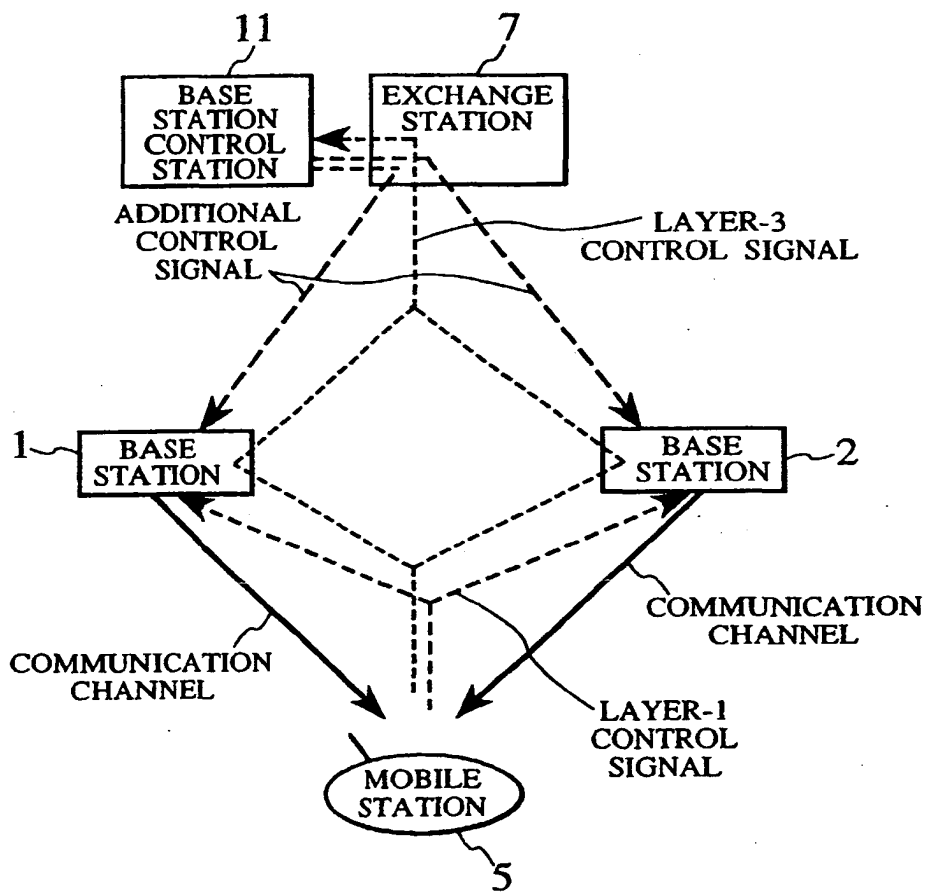 11
7
BASE
STATION
CONTROL
STATION
EXCHANGE
STATION
ADDITIONAL
CONTROL
SIGNAL
LAYER-3
CONTROL SIGNAL
1
BASE
STATION
BASE
STATION
2
COMMUNICATION
CHANNEL
COMMUNICATION
CHANNEL
LAYER-1
CONTROL
SIGNAL
MOBILE
STATION
5